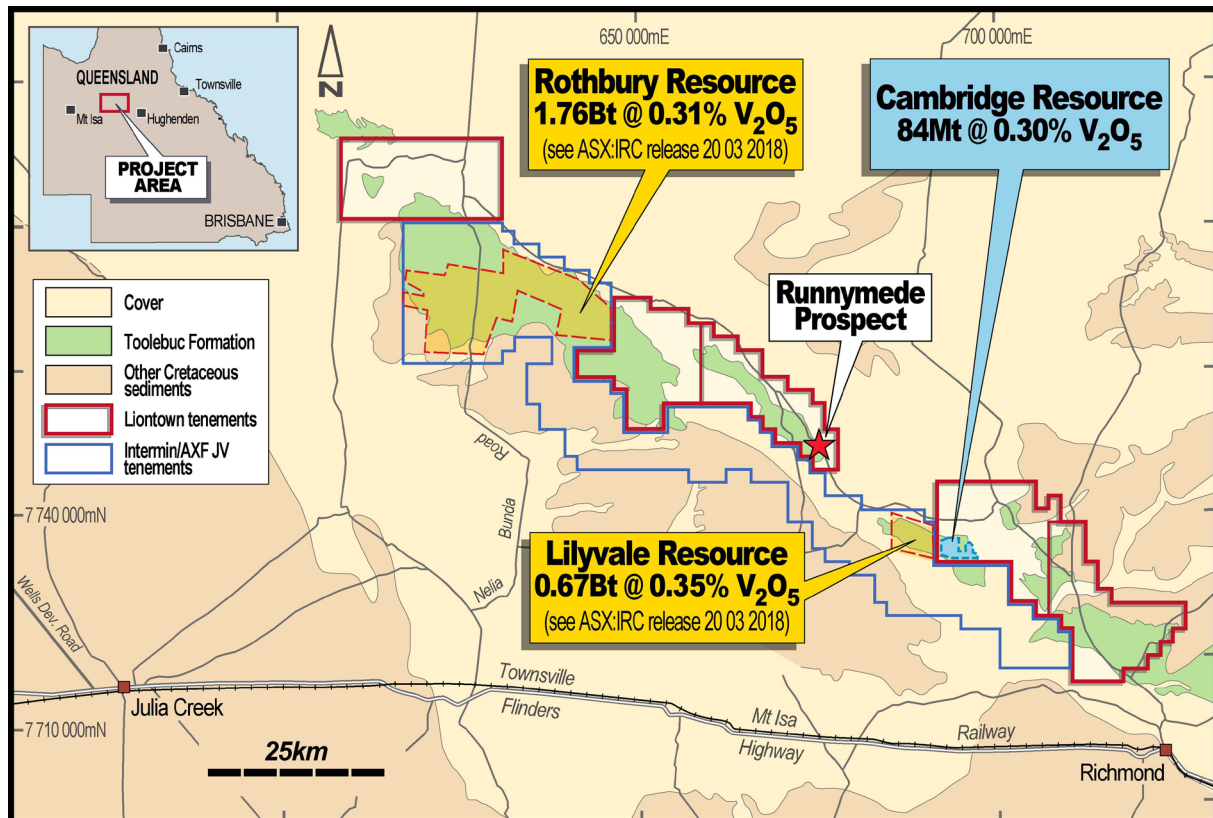 650 000mE
700 000mE
Cairns
QUEENSLAND
Townsville
Mt Isa
Hughenden
PROJECT
AREA
BRISBANE
N
Rothbury Resource
1.76Bt @ 0.31% V₂O₅
(see ASX:IRC release 20 03 2018)
Cambridge Resource
84Mt @ 0.30% V₂O₅
Cover
Toolebuc Formation
Other Cretaceous
sediments
Liontown tenements
Intermin/AXF JV
tenements
Runnymede
Prospect
Road
Bunda
Nelia
7 740 000mN
Lilyvale Resource
0.67Bt @ 0.35% V₂O₅
(see ASX:IRC release 20 03 2018)
Wells Dev. Road
Julia Creek
Townsville
Flinders
Mt Isa
Highway
Railway
7 710 000mN
25km
Richmond